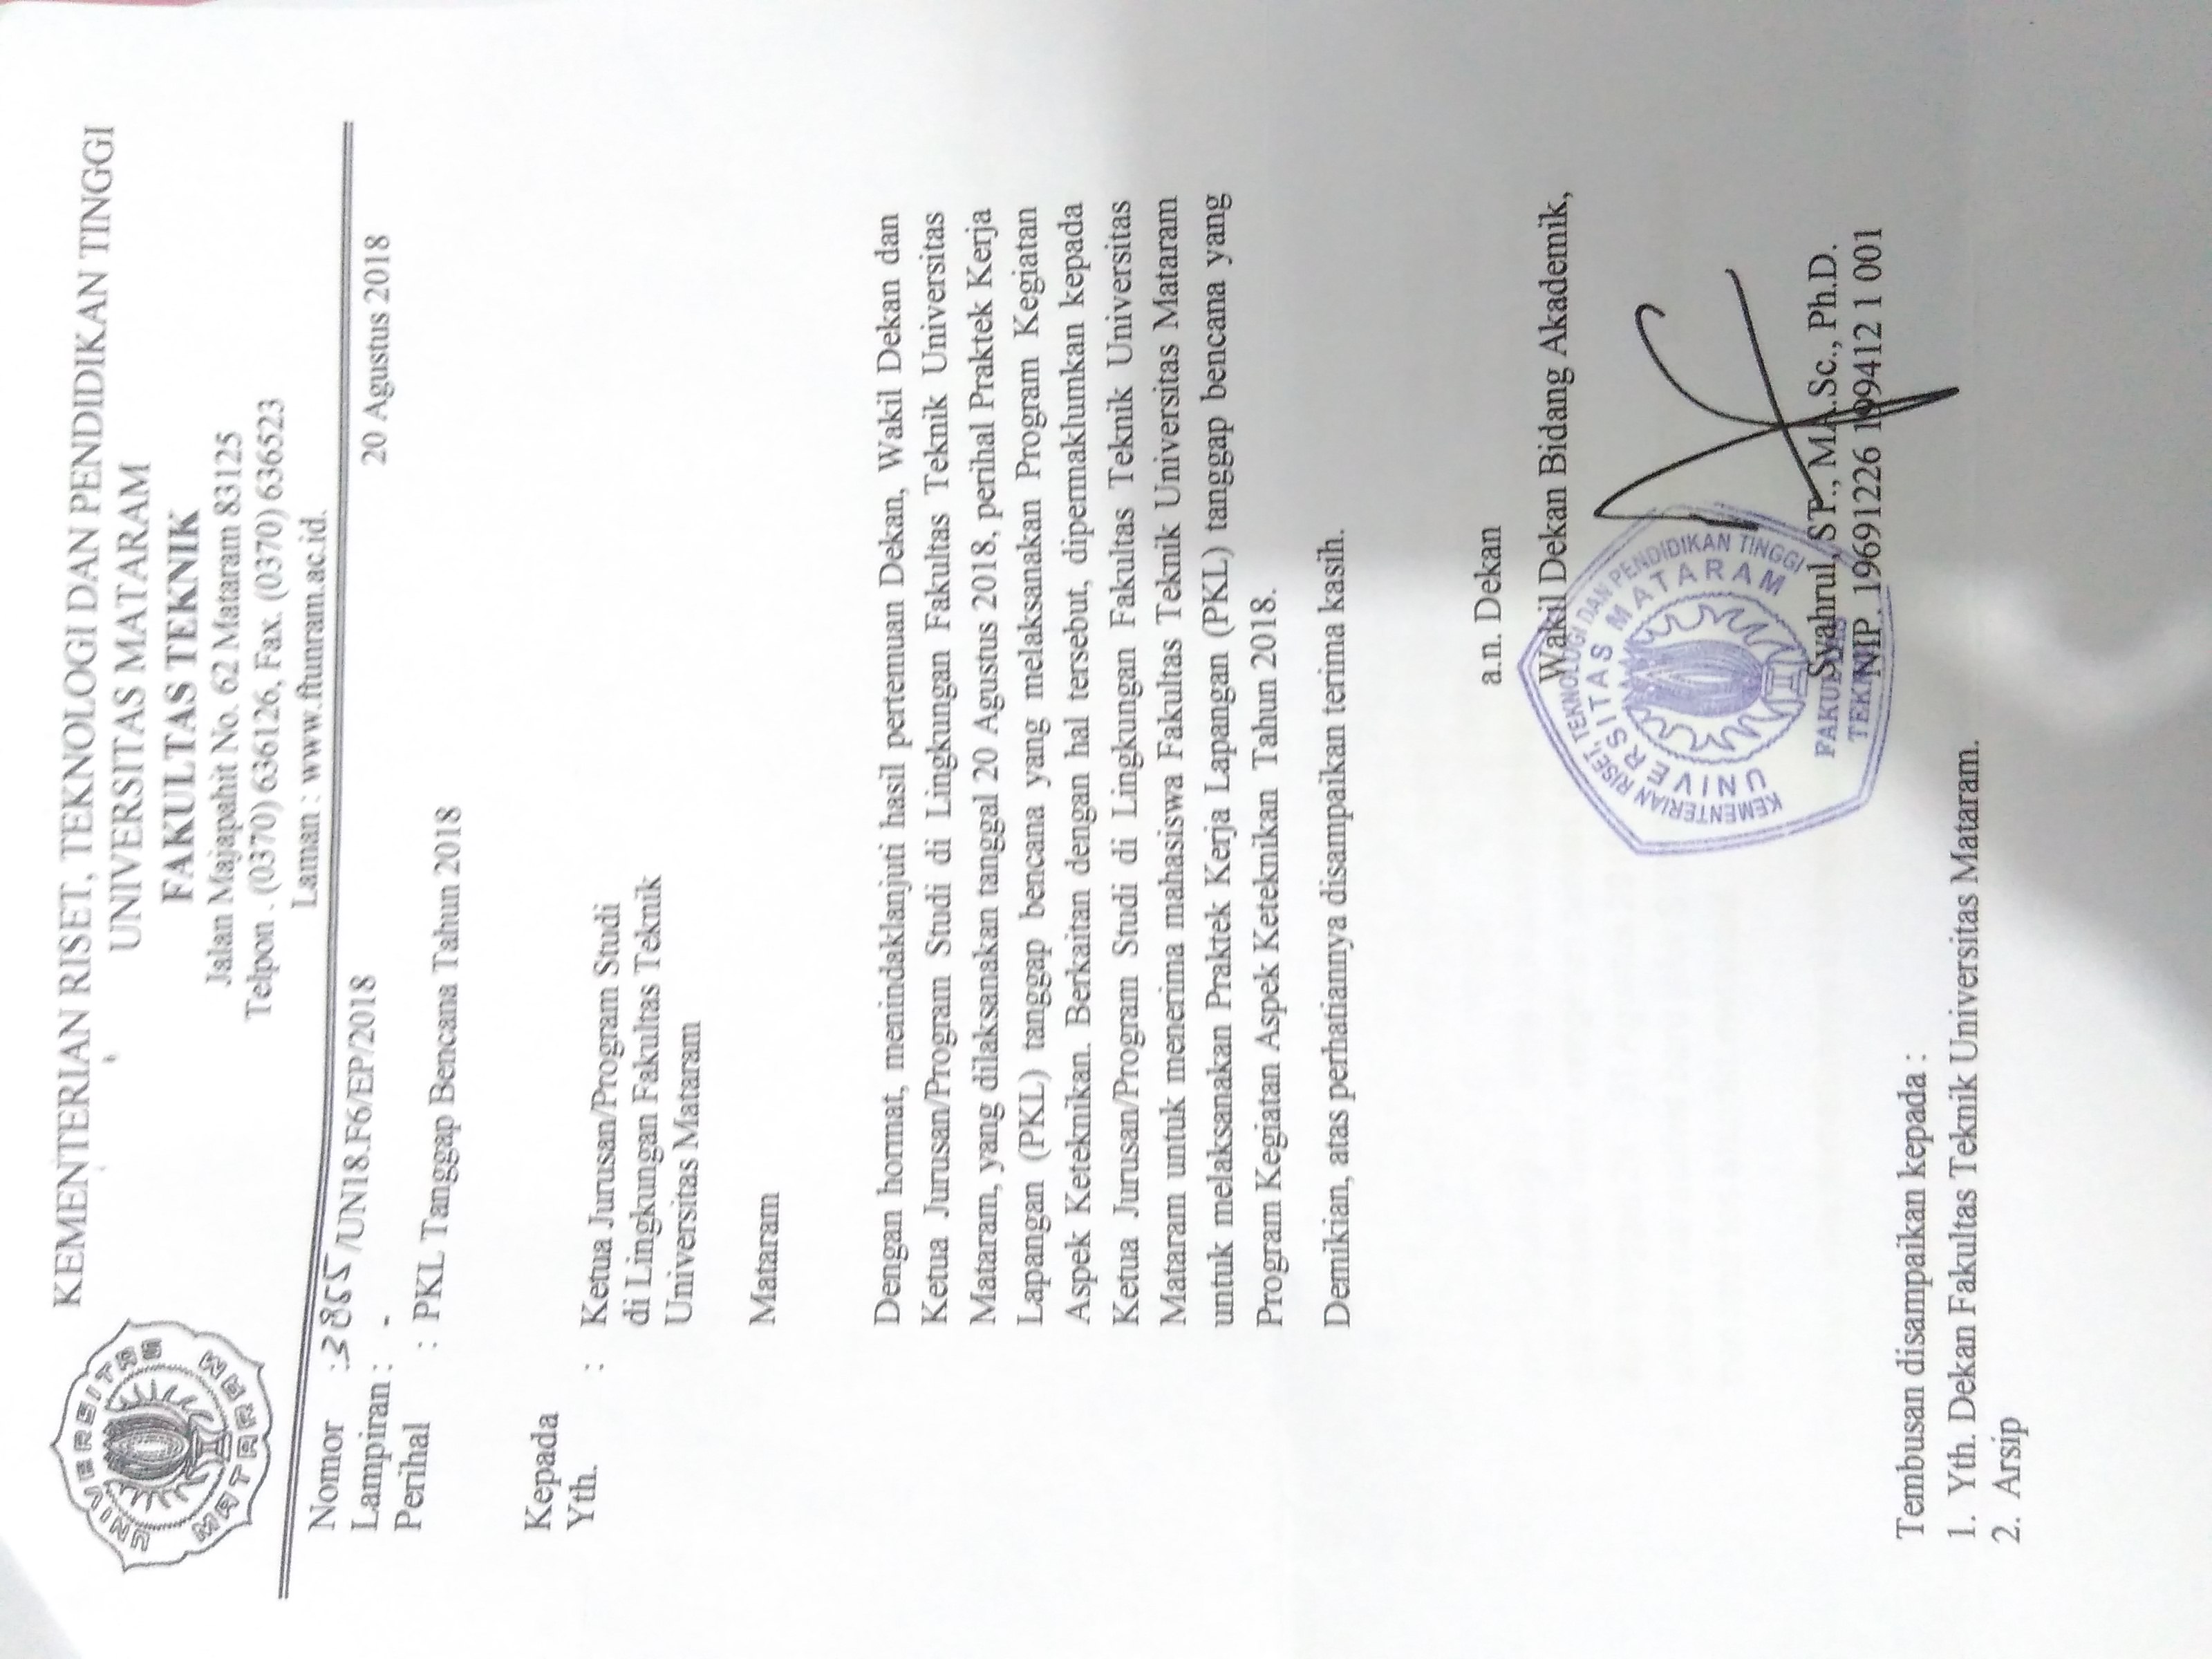 UNIVERSITAS MATARAM
KEMENTERIAN RISET, TEKNOLOGI DAN PENDIDIKAN TINGGI
UNIVERSITAS MATARAM
FAKULTAS TEKNIK
Jalan Majapahit No. 62 Mataram 83125
Telpon . (0370) 636126, Fax. (0370) 636523
Laman : www.ftunram.ac.id.
Nomor : 3865/UN18.F6/EP/2018 20 Agustus 2018
Lampiran : -
Perihal : PKL Tanggap Bencana Tahun 2018
Kepada
Yth. : Ketua Jurusan/Program Studi
di Lingkungan Fakultas Teknik
Universitas Mataram
Mataram
Dengan hormat, menindaklanjuti hasil pertemuan Dekan, Wakil Dekan dan
Ketua Jurusan/Program Studi di Lingkungan Fakultas Teknik Universitas
Mataram, yang dilaksanakan tanggal 20 Agustus 2018, perihal Praktek Kerja
Lapangan (PKL) tanggap bencana yang melaksanakan Program Kegiatan
Aspek Keteknikan. Berkaitan dengan hal tersebut, dipermaklumkan kepada
Ketua Jurusan/Program Studi di Lingkungan Fakultas Teknik Universitas
Mataram untuk menerima mahasiswa Fakultas Teknik Universitas Mataram
untuk melaksanakan Praktek Kerja Lapangan (PKL) tanggap bencana yang
Program Kegiatan Aspek Keteknikan Tahun 2018.
Demikian, atas perhatiannya disampaikan terima kasih.
a.n. Dekan
Wakil Dekan Bidang Akademik,
KEMENTERIAN RISET, TEKNOLOGI DAN PENDIDIKAN TINGGI
UNIVERSITAS MATARAM
FAKULTAS
TEKNIK
Syahrul, ST., MA.Sc., Ph.D.
NIP. 19691226 199412 1 001
Tembusan disampaikan kepada :
1. Yth. Dekan Fakultas Teknik Universitas Mataram.
2. Arsip